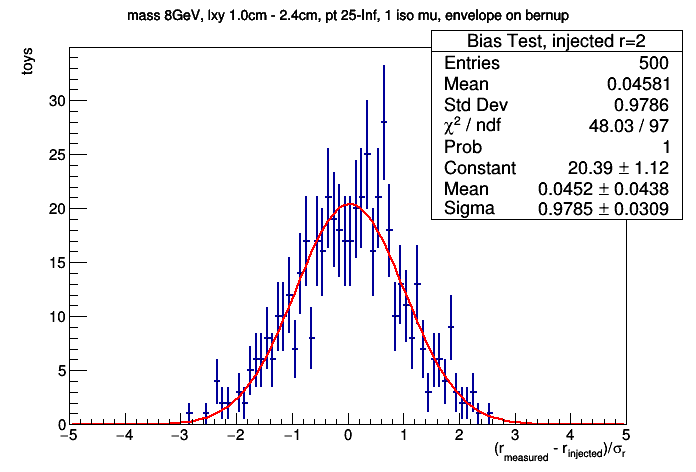 mass 8GeV, lxy 1.0cm - 2.4cm, pt 25-Inf, 1 iso mu, envelope on bernup
Bias Test, injected r=2
Entries 500
Mean 0.04581
Std Dev 0.9786
χ² / ndf 48.03 / 97
Prob 1
Constant 20.39 ± 1.12
Mean 0.0452 ± 0.0438
Sigma 0.9785 ± 0.0309
toys
30
25
20
15
10
5
0
−5 −4 −3 −2 −1 0 1 2 3 4 5
(r_measured - r_injected)/σ_r